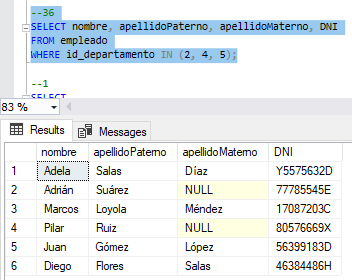 --36
SELECT nombre, apellidoPaterno, apellidoMaterno, DNI
FROM empleado
WHERE id_departamento IN (2, 4, 5);
--1
SELECT
83 %
Results Messages
nombre apellidoPaterno apellidoMaterno DNI
1 Adela Salas Díaz Y5575632D
2 Adrián Suárez NULL 77785545E
3 Marcos Loyola Méndez 17087203C
4 Pilar Ruiz NULL 80576669X
5 Juan Gómez López 56399183D
6 Diego Flores Salas 46384486H